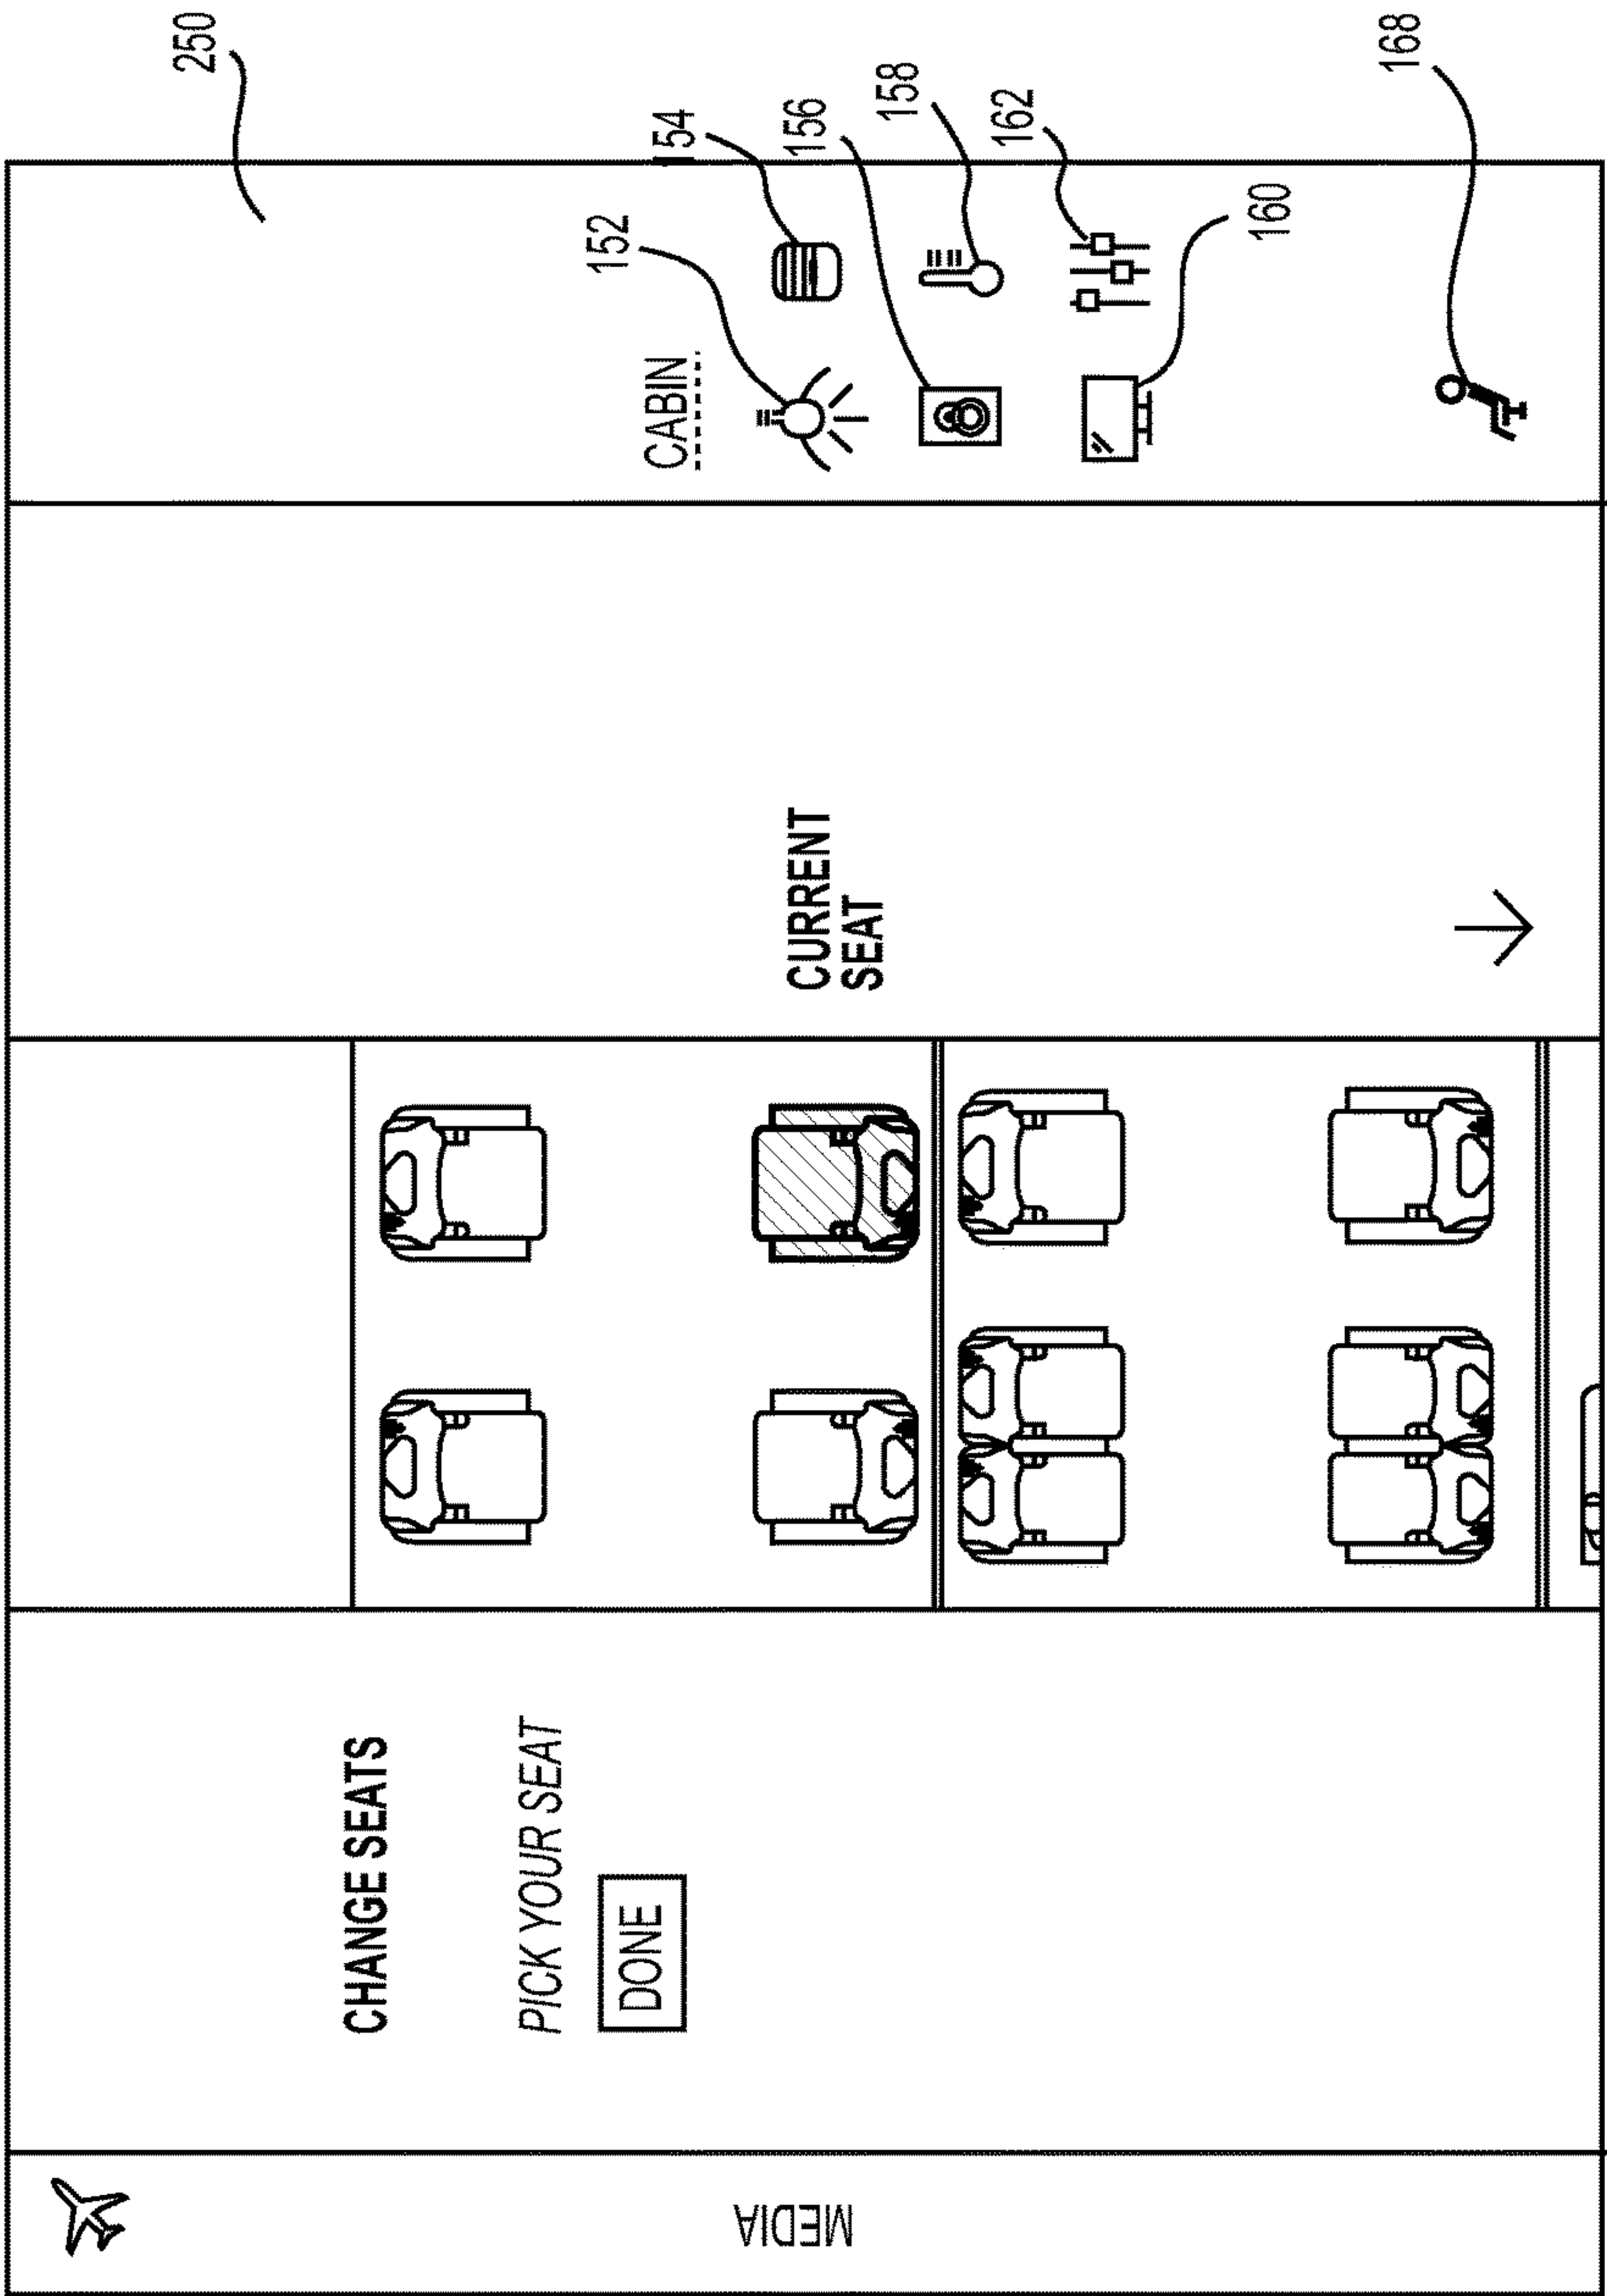 MEDIA
CHANGE SEATS
PICK YOUR SEAT
DONE
CURRENT
SEAT
250
CABIN
152
154
156
158
162
160
168